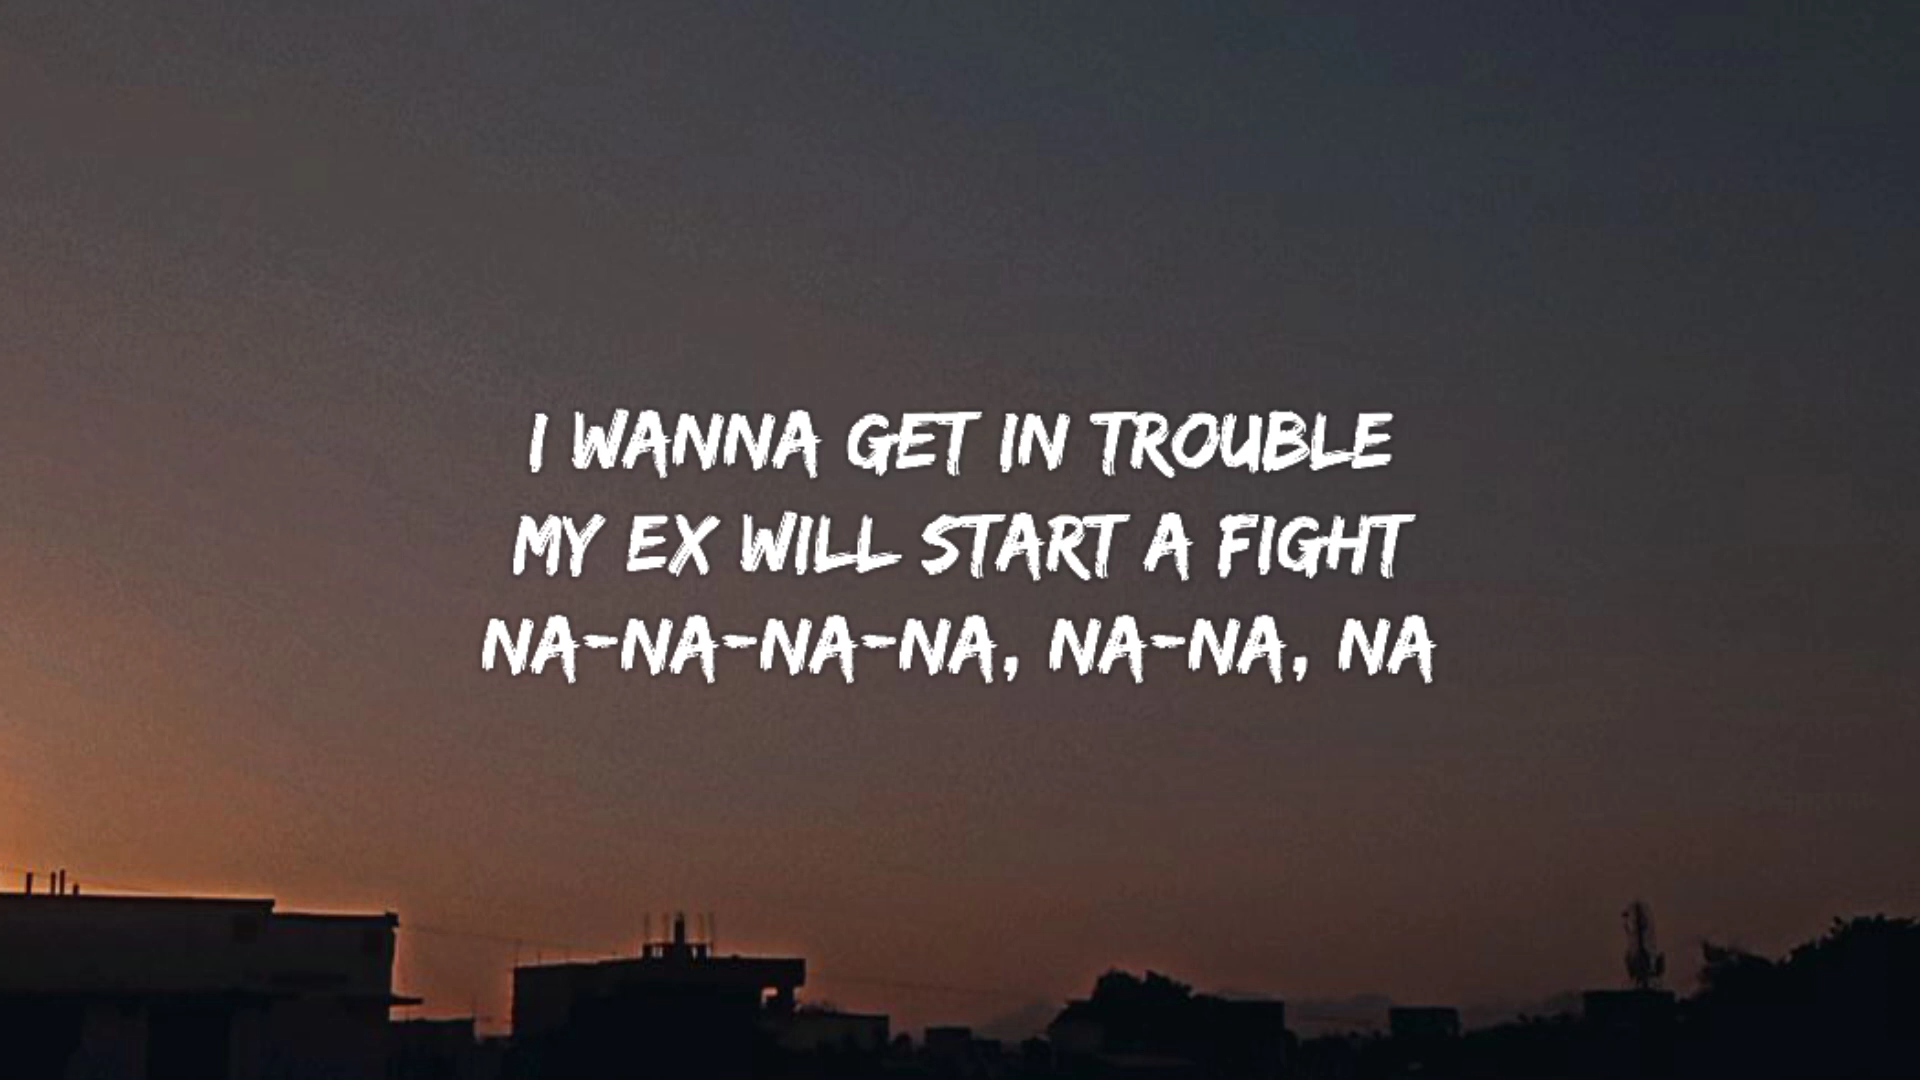 I WANNA GET IN TROUBLE
MY EX WILL START A FIGHT
NA-NA-NA-NA, NA-NA, NA